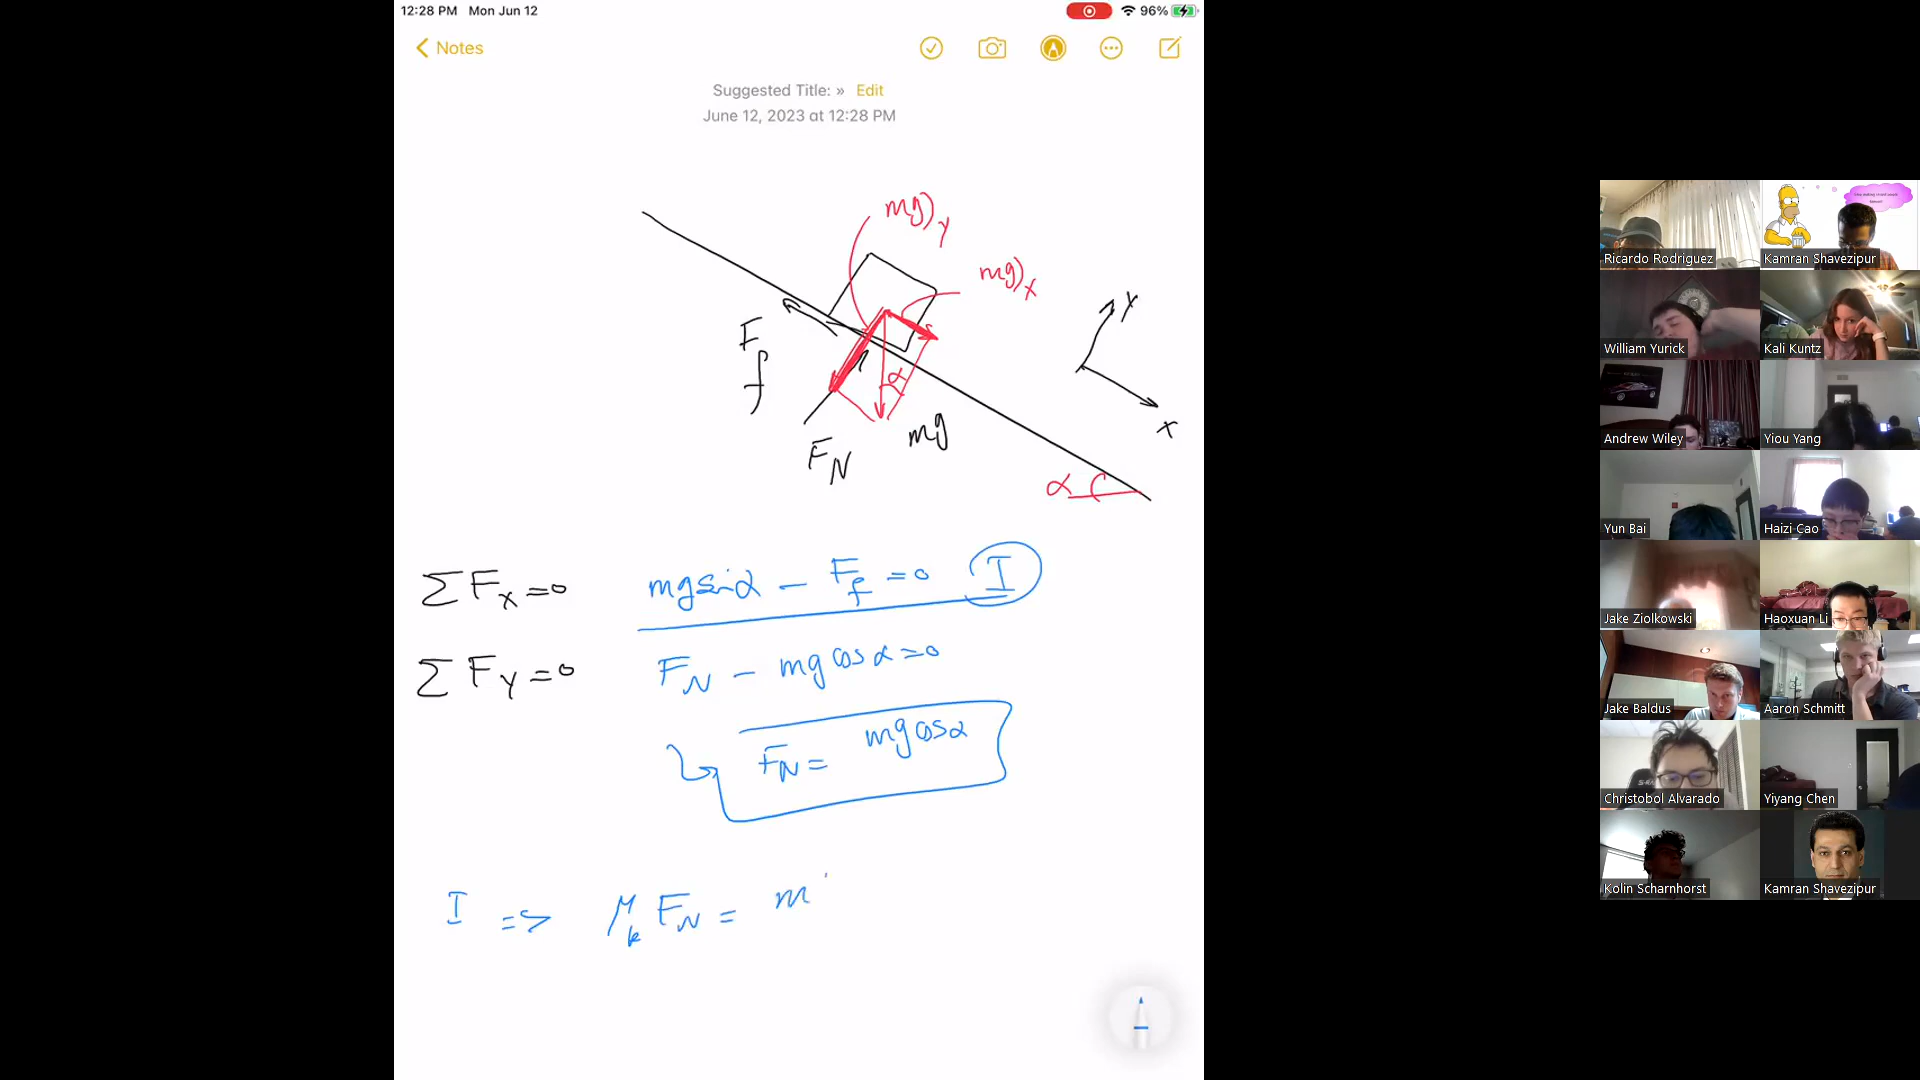 12:28 PM Mon Jun 12
96%
Notes
Suggested Title: » Edit
June 12, 2023 at 12:28 PM
mg)y
mg)x
y
x
Ff
α
mg
FN
α
ΣFx=0 mg sin α – Ff =0 I
ΣFy=0 FN – mg cos α =0
FN = mg cos α
I => μk FN = m
Ricardo Rodriguez
Kamran Shavezipur
William Yurick
Kali Kuntz
Andrew Wiley
Yiou Yang
Yun Bai
Haizi Cao
Jake Ziolkowski
Haoxuan Li
Jake Baldus
Aaron Schmitt
Christobol Alvarado
Yiyang Chen
Kolin Scharnhorst
Kamran Shavezipur